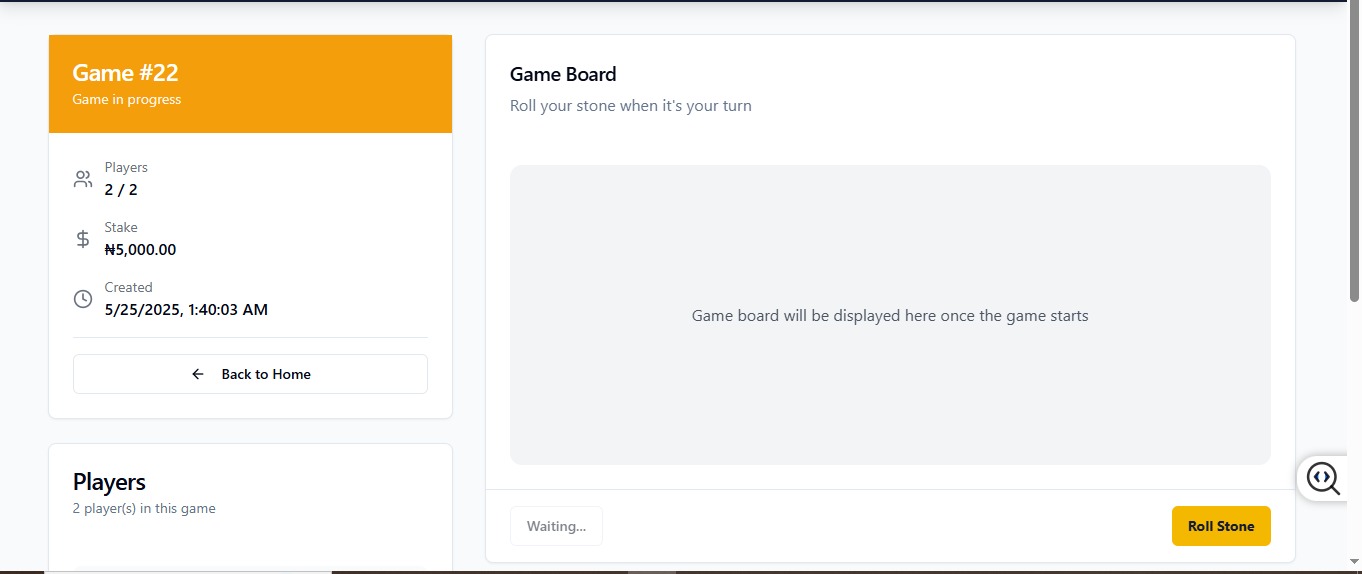 Game #22
Game in progress
Players
2 / 2
Stake
₦5,000.00
Created
5/25/2025, 1:40:03 AM
Back to Home
Players
2 player(s) in this game
Game Board
Roll your stone when it's your turn
Game board will be displayed here once the game starts
Waiting...
Roll Stone